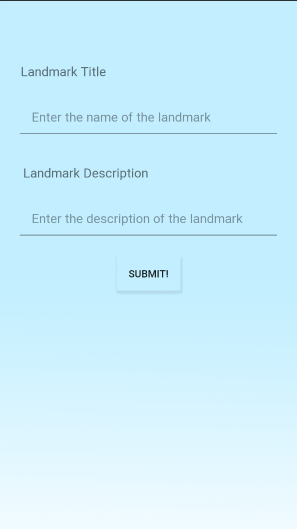 Landmark Title
Enter the name of the landmark
Landmark Description
Enter the description of the landmark
SUBMIT!